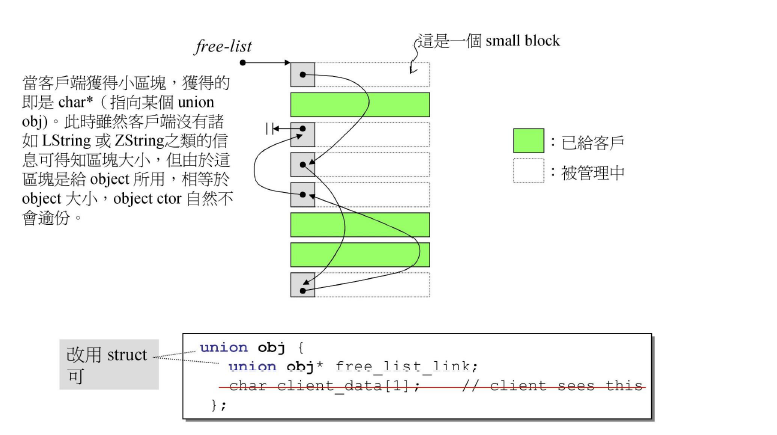 free-list
這是一個 small block
當客戶端獲得小區塊，獲得的
即是 char*（指向某個 union
obj)。此時雖然客戶端沒有諸
如 LString 或 ZString之類的信
息可得知區塊大小，但由於這
區塊是給 object 所用，相等於
object 大小，object ctor 自然不
會逾份。
：已給客戶
：被管理中
改用 struct
可
union obj {
union obj* free_list_link;
char client_data[1]; // client sees this
};